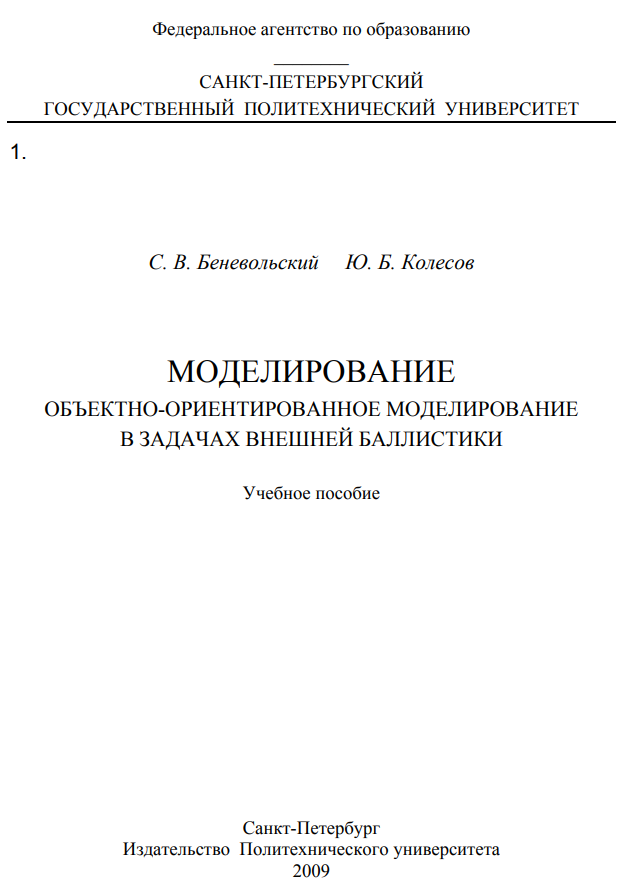 Федеральное агентство по образованию
САНКТ-ПЕТЕРБУРГСКИЙ
ГОСУДАРСТВЕННЫЙ ПОЛИТЕХНИЧЕСКИЙ УНИВЕРСИТЕТ
1.
С. В. Беневольский Ю. Б. Колесов
МОДЕЛИРОВАНИЕ
ОБЪЕКТНО-ОРИЕНТИРОВАННОЕ МОДЕЛИРОВАНИЕ
В ЗАДАЧАХ ВНЕШНЕЙ БАЛЛИСТИКИ
Учебное пособие
Санкт-Петербург
Издательство Политехнического университета
2009